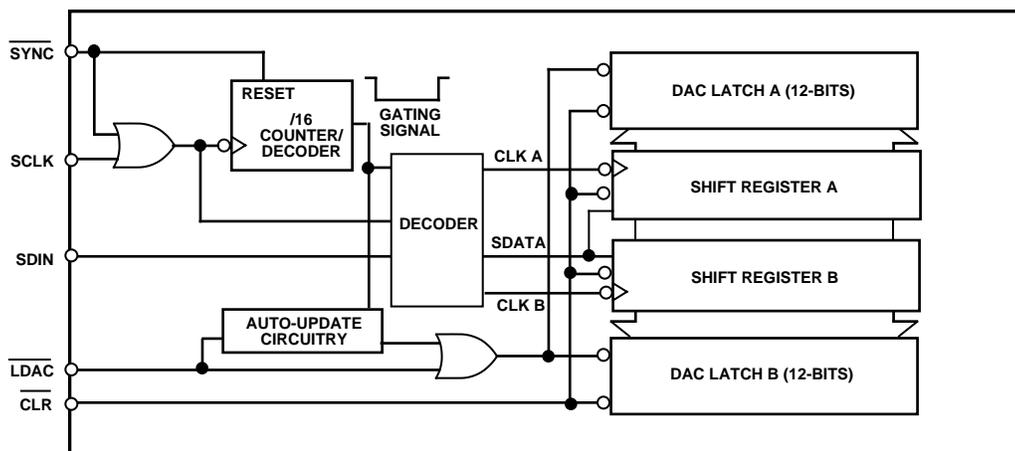 SYNC
RESET
/16
COUNTER/
DECODER
GATING
SIGNAL
DAC LATCH A (12-BITS)
SCLK
CLK A
SHIFT REGISTER A
DECODER
SDATA
SDIN
SHIFT REGISTER B
CLK B
AUTO-UPDATE
CIRCUITRY
LDAC
DAC LATCH B (12-BITS)
CLR